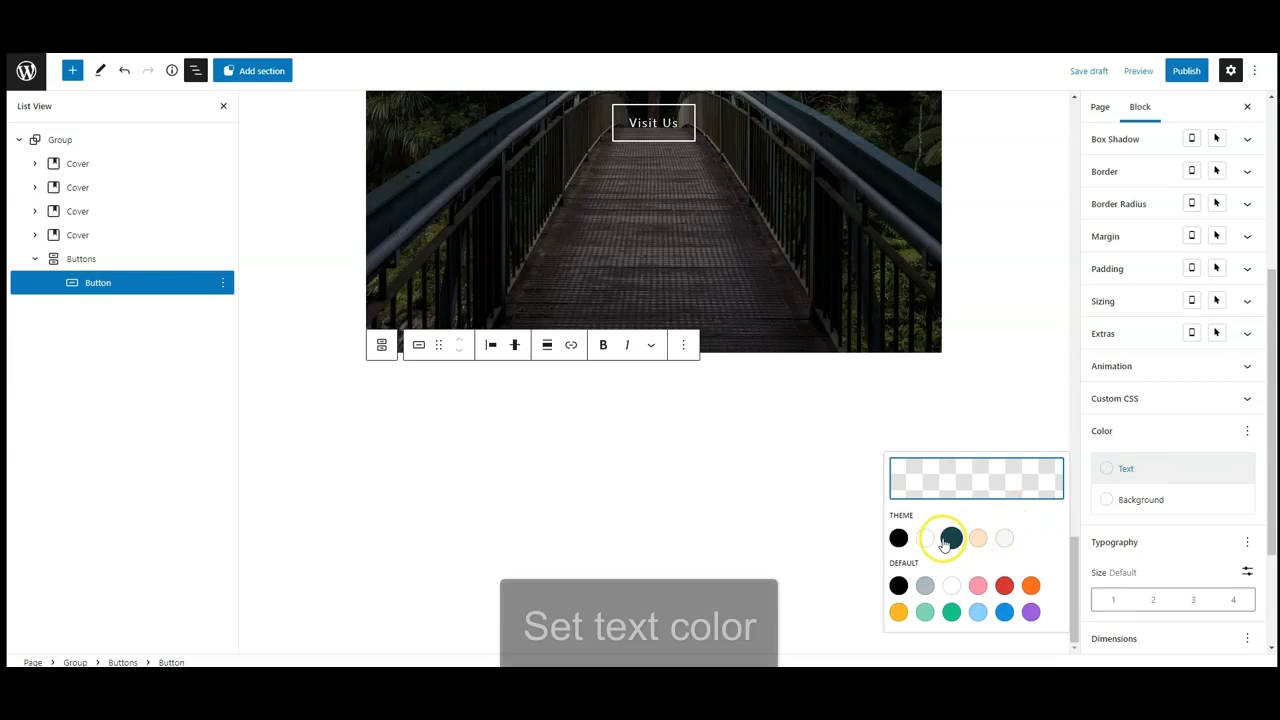 Add section
Save draft
Preview
Publish
List View
Group
Cover
Cover
Cover
Cover
Buttons
Button
Visit Us
B
I
Page
Block
Box Shadow
Border
Border Radius
Margin
Padding
Sizing
Extras
Animation
Custom CSS
Color
Text
Background
Typography
Size Default
1 2 3 4
Dimensions
THEME
DEFAULT
Set text color
Page › Group › Buttons › Button